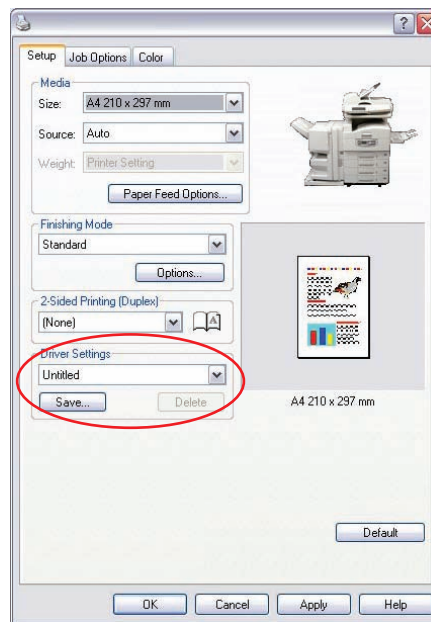 Setup Job Options Color
Media
Size: A4 210 x 297 mm
Source: Auto
Weight: Printer Setting
Paper Feed Options...
Finishing Mode
Standard
Options...
2-Sided Printing (Duplex)
(None)
A
Driver Settings
Untitled
Save... Delete
A4 210 x 297 mm
Default
OK Cancel Apply Help